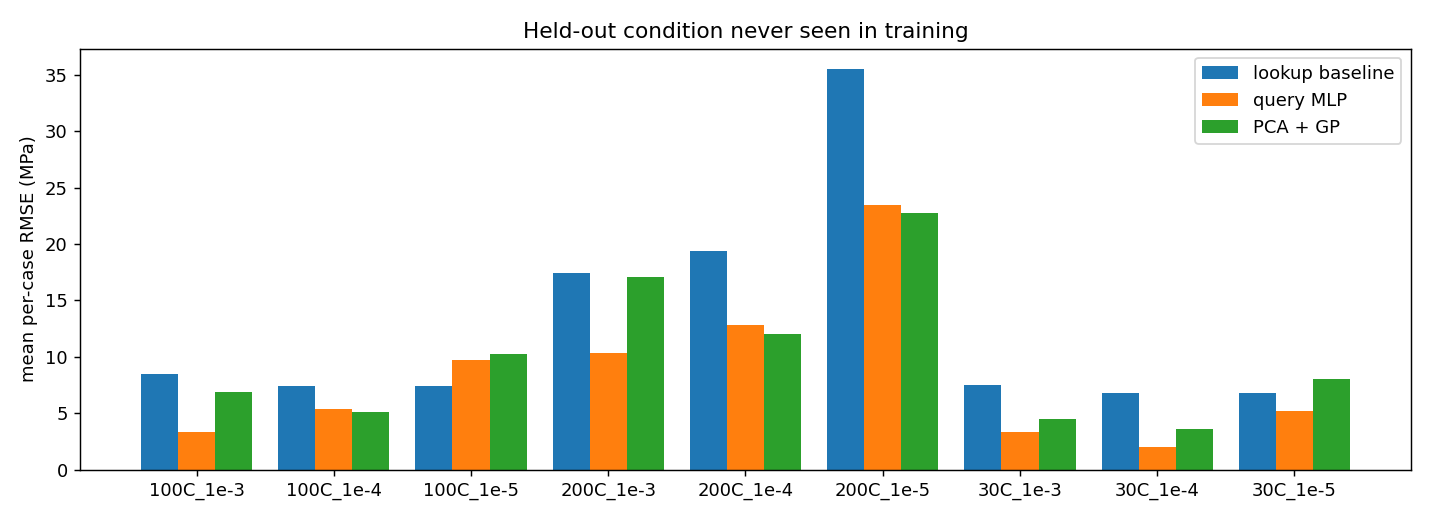 Held-out condition never seen in training
mean per-case RMSE (MPa)
35
30
25
20
15
10
5
0
lookup baseline
query MLP
PCA + GP
100C_1e-3 100C_1e-4 100C_1e-5 200C_1e-3 200C_1e-4 200C_1e-5 30C_1e-3 30C_1e-4 30C_1e-5